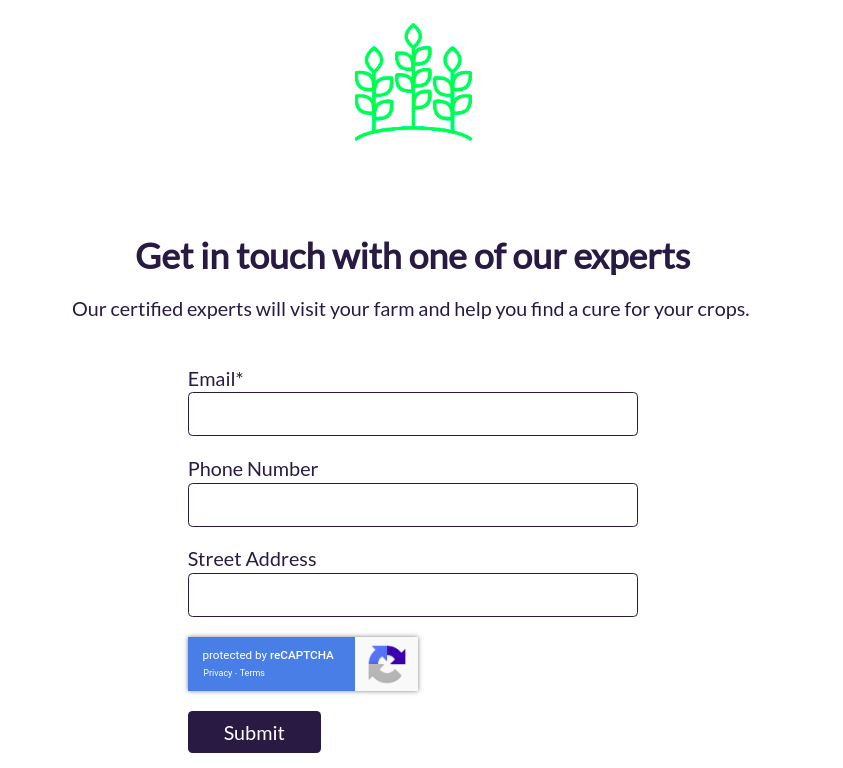 Get in touch with one of our experts
Our certified experts will visit your farm and help you find a cure for your crops.
Email*
Phone Number
Street Address
protected by reCAPTCHA
Privacy - Terms
Submit